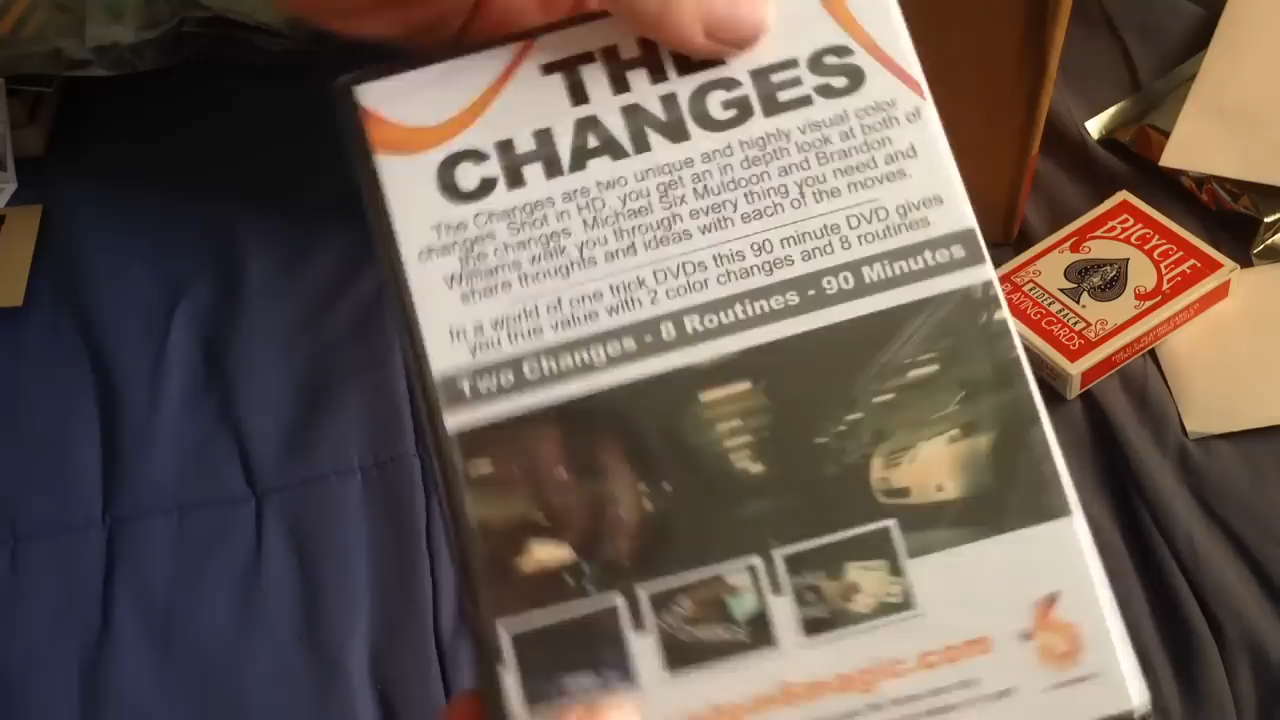 THE
CHANGES
The Changes are two unique and highly visual color
changes. Shot in HD, you get an in depth look at both of
the changes. Michael Six Muldoon and Brandon
Williams walk you through every thing you need and
share thoughts and ideas with each of the moves.
In a world of one trick DVDs this 90 minute DVD gives
you true value with 2 color changes and 8 routines
Two Changes - 8 Routines - 90 Minutes
6
BICYCLE
RIDER BACK
PLAYING CARDS